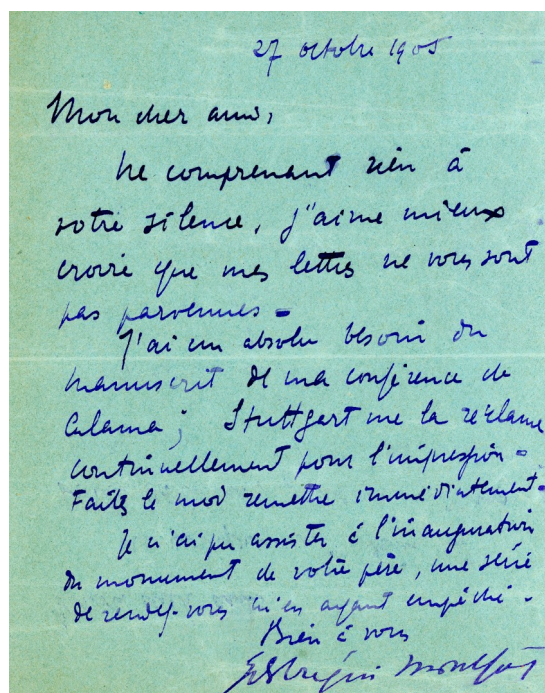 27 octobre 1905
Mon cher ami,
Ne comprenant rien à
votre silence, j'aime mieux
croire que mes lettres ne vous sont
pas parvenues =
J'ai un absolu besoin du
manuscrit de ma conférence de
; Stuttgart me la réclame
continuellement pour l'impression =
Faites le moi remettre immédiatement =
Je n'ai pu assister à l'inauguration
du monument de votre père, une série
de rendez-vous m'en ayant empêché.
Bien à vous